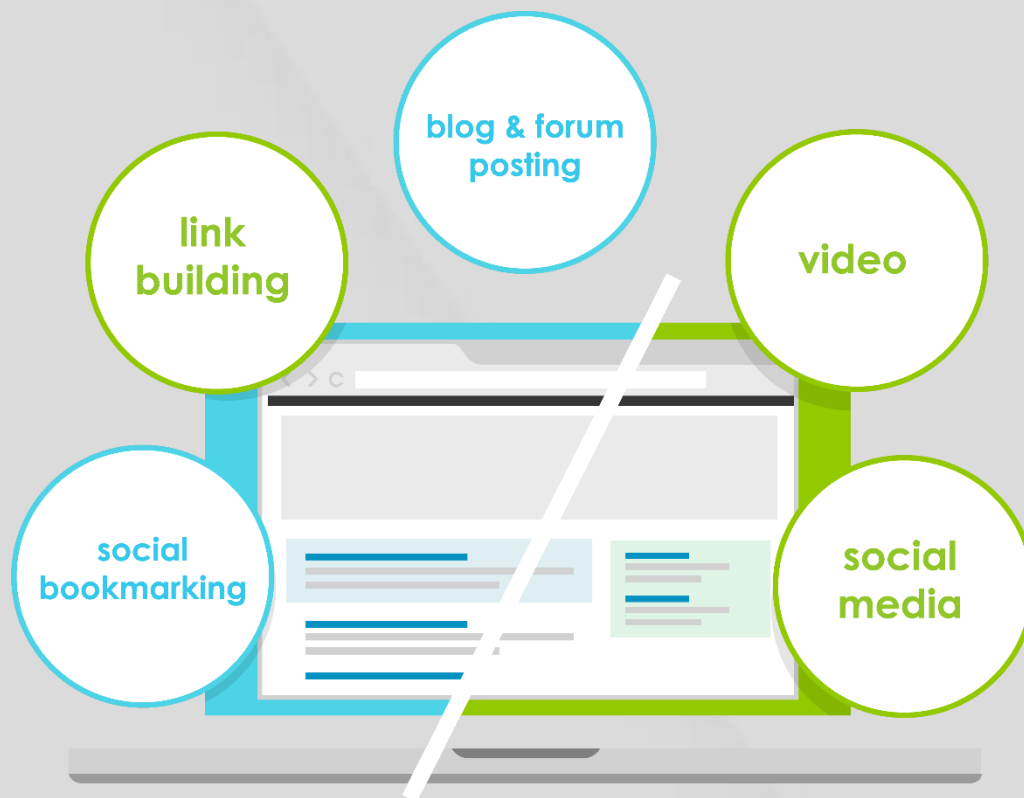 blog & forum
posting
link
building
video
social
bookmarking
social
media